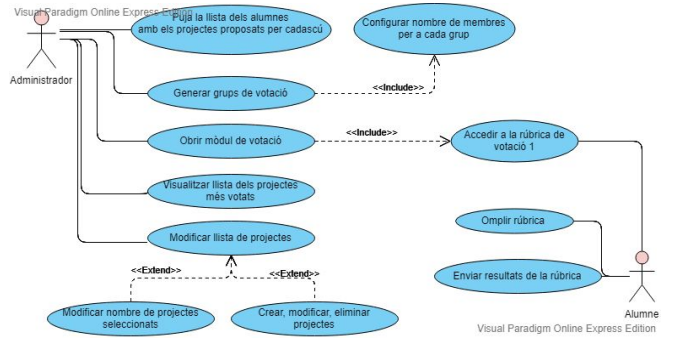 Visual Paradigm Online Express Edition
Puja la llista dels alumnes
amb els projectes proposats per cadascú
Configurar nombre de membres
per a cada grup
Administrador
<<Include>>
Generar grups de votació
<<Include>>
Obrir mòdul de votació
Accedir a la rúbrica de
votació 1
Visualitzar llista dels projectes
mès votats
Omplir rúbrica
Modificar llista de projectes
<<Extend>>
<<Extend>>
Enviar resultats de la rúbrica
Modificar nombre de projectes
seleccionats
Crear, modificar, eliminar
projectes
Alumne
Visual Paradigm Online Express Edition